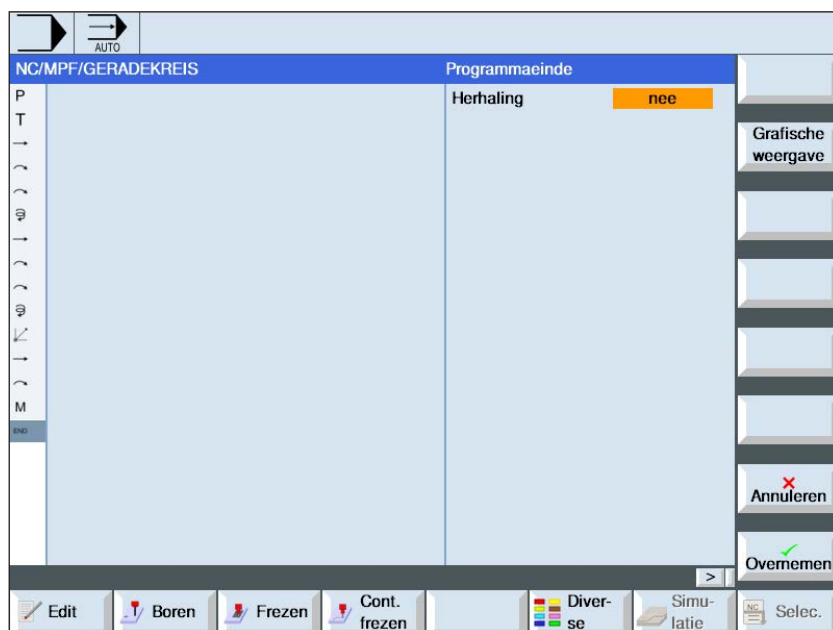 AUTO
NC/MPF/GERADEKREIS
Programmaeinde
P
T
M
END
Herhaling nee
Grafische
weergave
Annuleren
Overnemen
>
Edit
Boren
Frezen
Cont.
frezen
Diver-
se
Simu-
latie
NC
Selec.